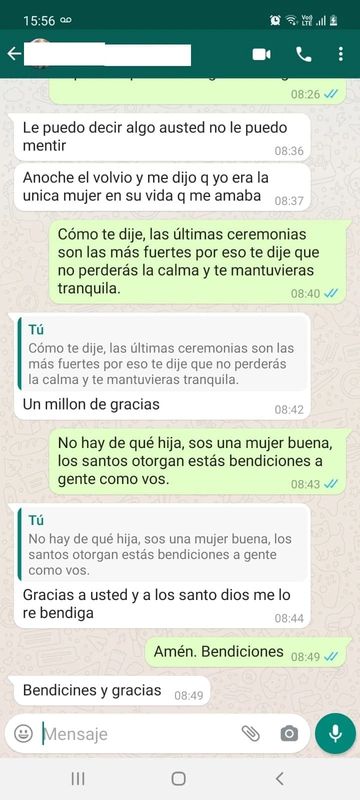 15:56
Vo)
LTE
08:26
Le puedo decir algo austed no le puedo
mentir
08:36
Anoche el volvio y me dijo q yo era la
unica mujer en su vida q me amaba
08:37
Cómo te dije, las últimas ceremonias
son las más fuertes por eso te dije que
no perderás la calma y te mantuvieras
tranquila.
08:40
Tú
Cómo te dije, las últimas ceremonias son las
más fuertes por eso te dije que no perderás
la calma y te mantuvieras tranquila.
Un millon de gracias
08:42
No hay de qué hija, sos una mujer buena,
los santos otorgan estás bendiciones a
gente como vos.
08:43
Tú
No hay de qué hija, sos una mujer buena, los
santos otorgan estás bendiciones a gente
como vos.
Gracias a usted y a los santo dios me lo
re bendiga
08:44
Amén. Bendiciones
08:49
Bendicines y gracias
08:49
Mensaje